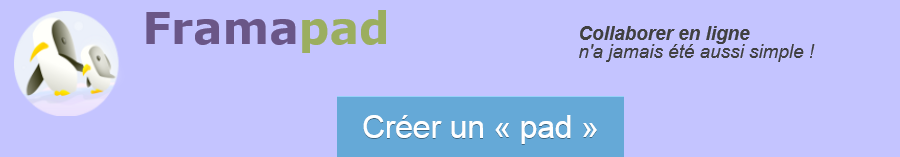 Framapad
Collaborer en ligne
n'a jamais été aussi simple !
Créer un « pad »